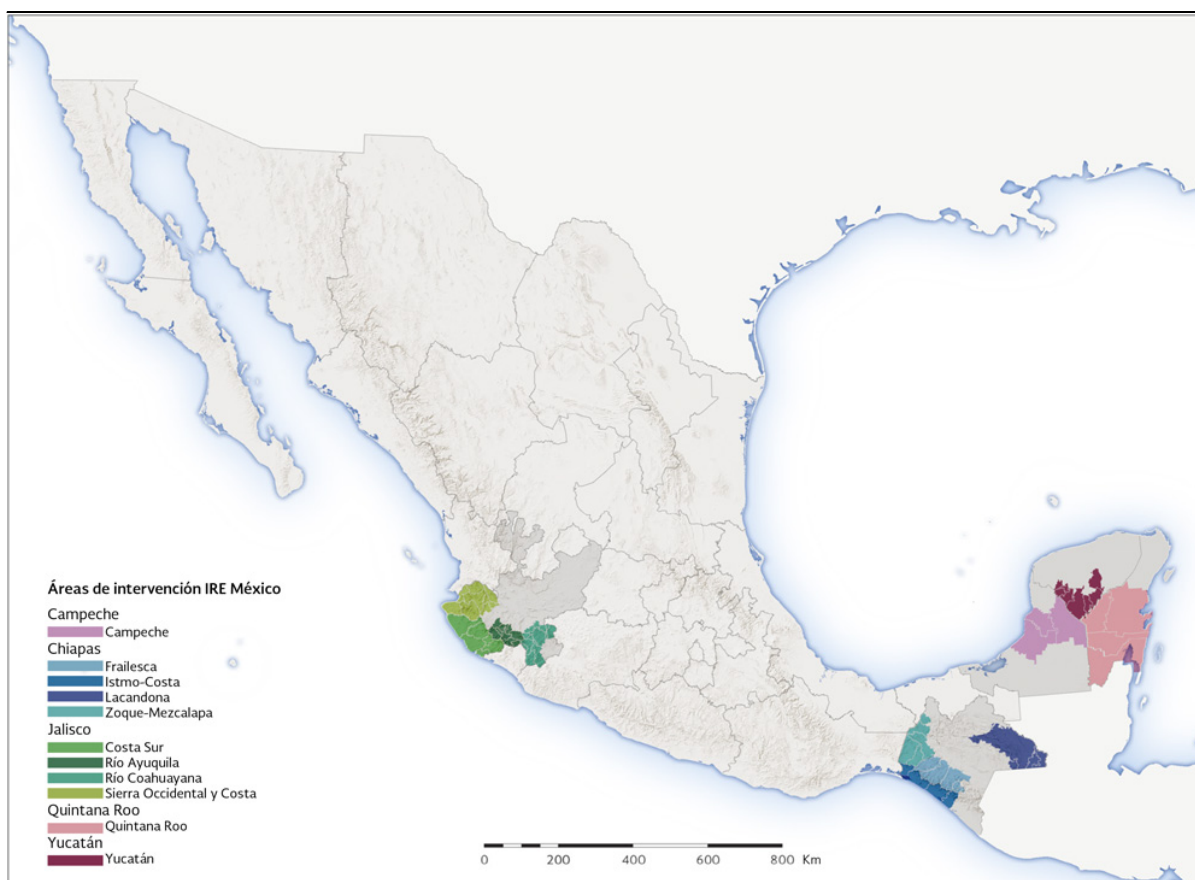 Áreas de intervención IRE México
Campeche
Campeche
Chiapas
Frailesca
Istmo-Costa
Lacandona
Zoque-Mezcalapa
Jalisco
Costa Sur
Río Ayuquila
Río Coahuayana
Sierra Occidental y Costa
Quintana Roo
Quintana Roo
Yucatán
Yucatán
0 200 400 600 800 Km